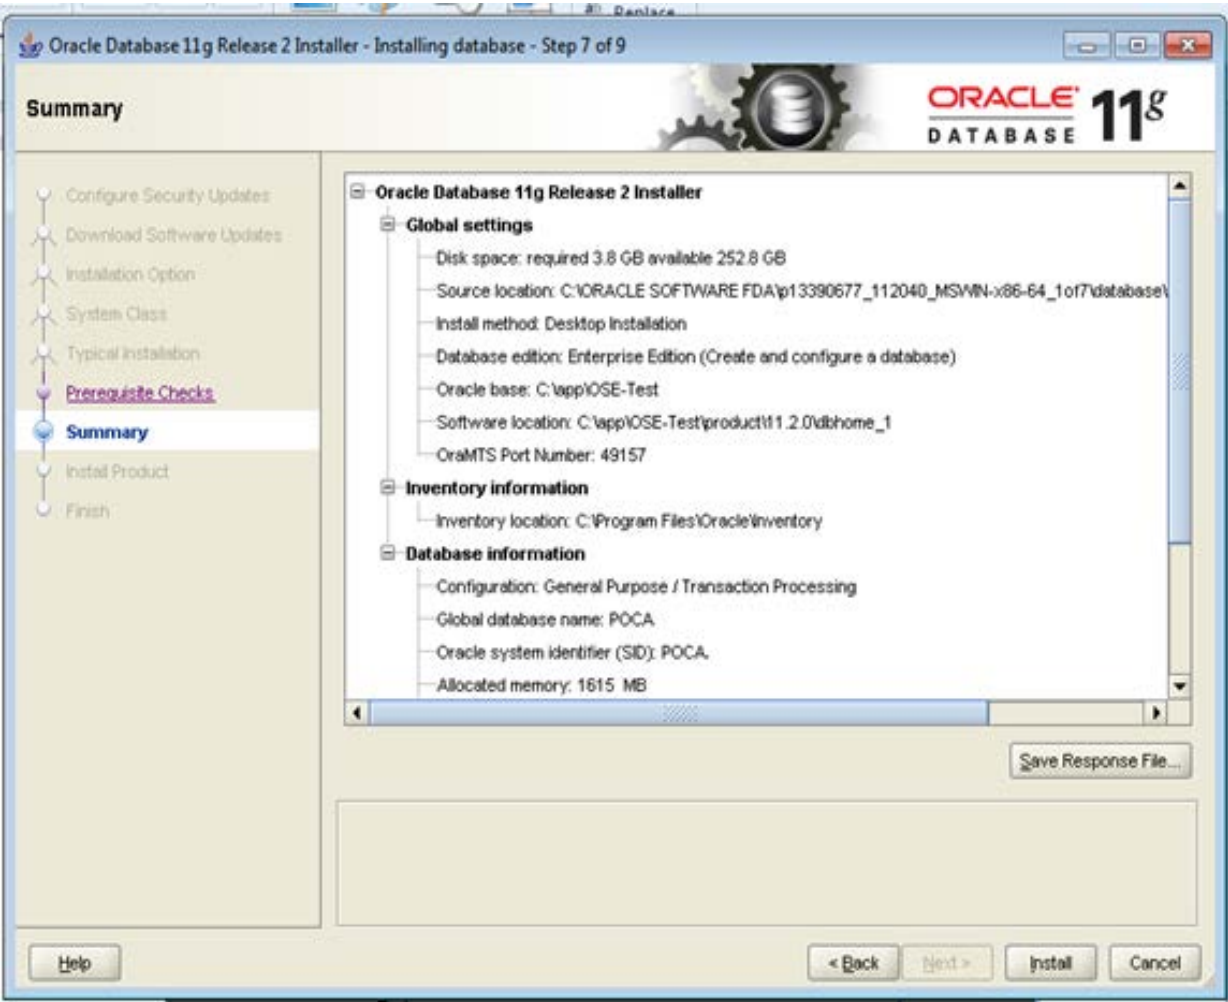 Replace
Oracle Database 11g Release 2 Installer - Installing database - Step 7 of 9
Summary
ORACLE 11g
DATABASE
Configure Security Updates
Download Software Updates
Installation Option
System Class
Typical Installation
Prerequisite Checks
Summary
Install Product
Finish
Oracle Database 11g Release 2 Installer
Global settings
Disk space: required 3.8 GB available 252.8 GB
Source location: C:\ORACLE SOFTWARE FDA\p13390677_112040_MSWIN-x86-64_1of7\database\
Install method: Desktop Installation
Database edition: Enterprise Edition (Create and configure a database)
Oracle base: C:\app\OSE-Test
Software location: C:\app\OSE-Test\product\11.2.0\dbhome_1
OraMTS Port Number: 49157
Inventory information
Inventory location: C:\Program Files\Oracle\Inventory
Database information
Configuration: General Purpose / Transaction Processing
Global database name: POCA
Oracle system identifier (SID): POCA.
Allocated memory: 1615 MB
Save Response File...
Help
< Back
Next >
Install
Cancel